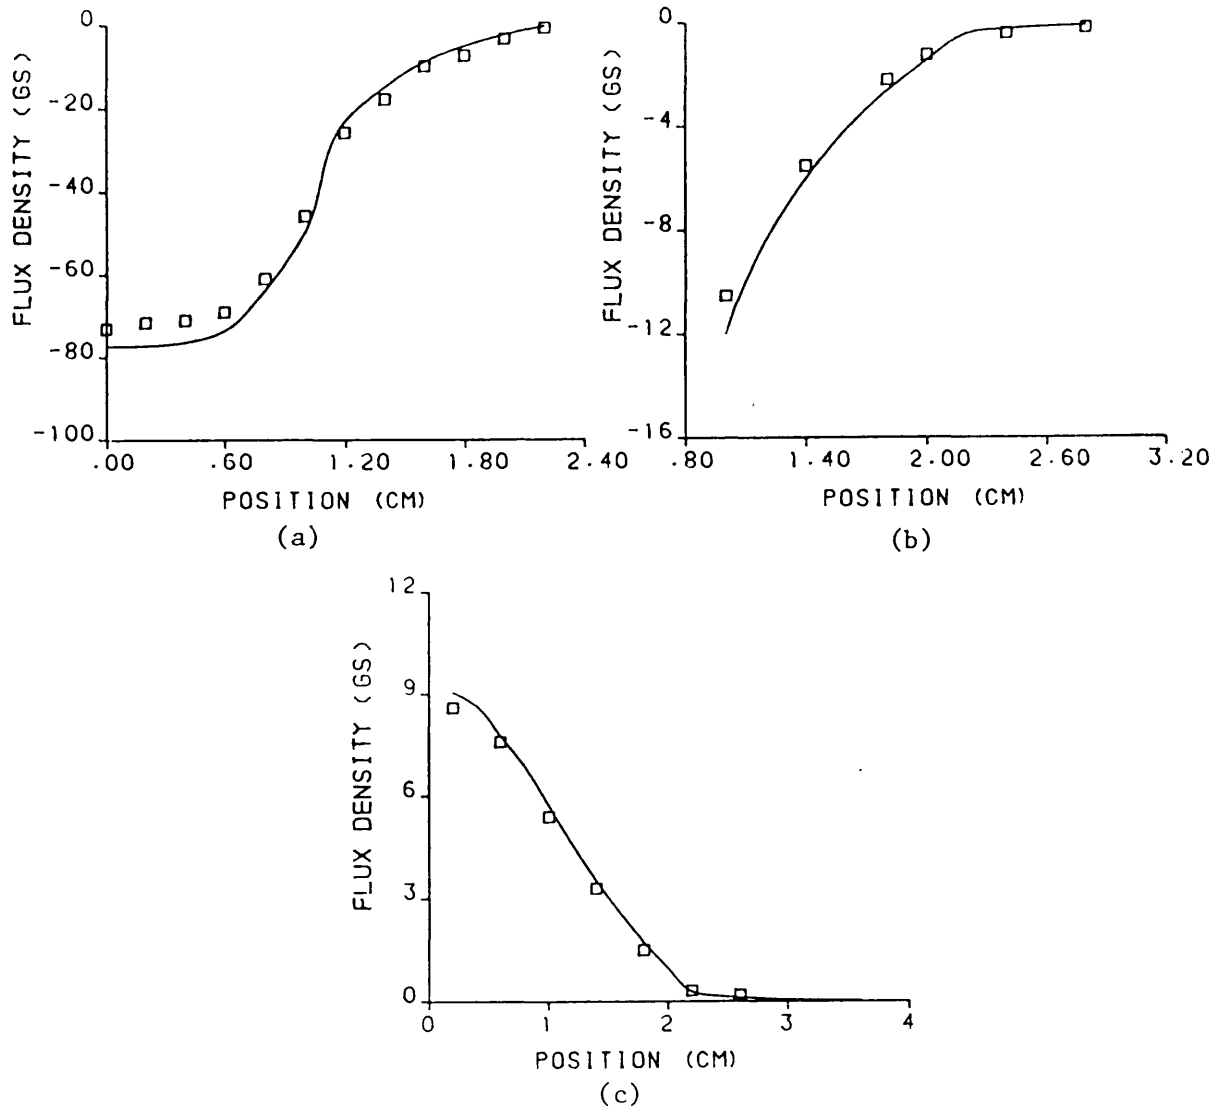 0
-20
-40
-60
-80
-100
FLUX DENSITY (GS)
.00 .60 1.20 1.80 2.40
POSITION (CM)
(a)
0
-4
-8
-12
-16
FLUX DENSITY (GS)
.80 1.40 2.00 2.60 3.20
POSITION (CM)
(b)
12
9
6
3
0
FLUX DENSITY (GS)
0 1 2 3 4
POSITION (CM)
(c)